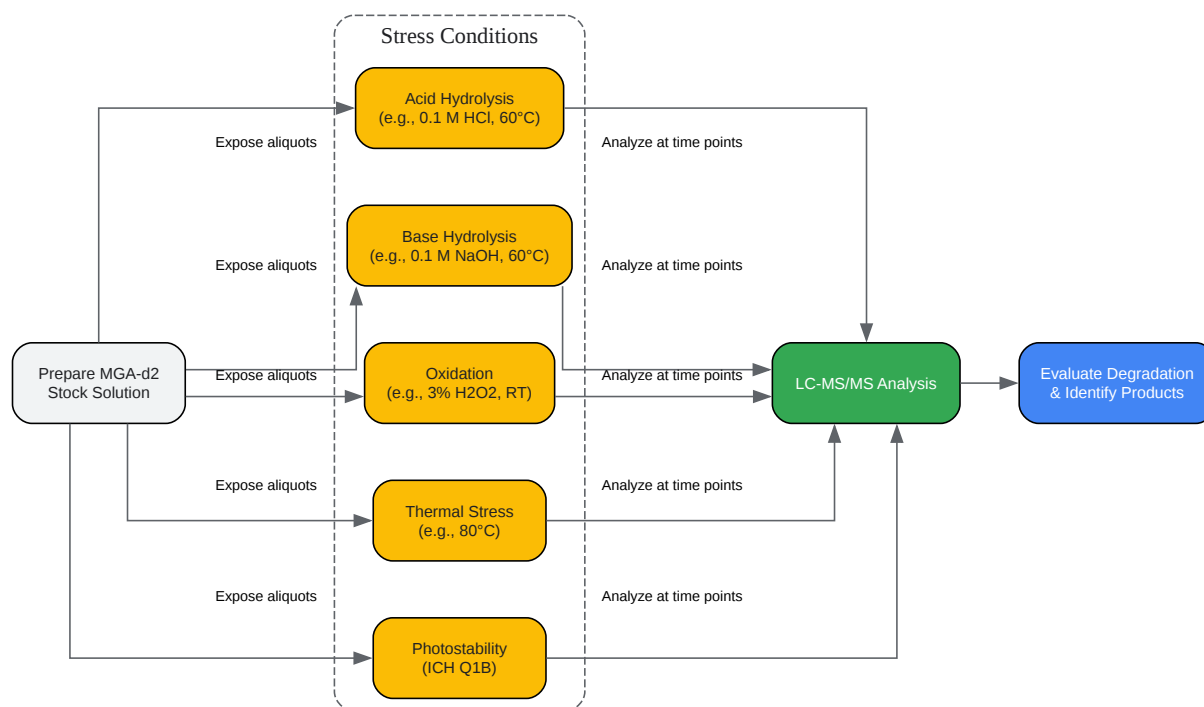 Stress Conditions
Acid Hydrolysis
(e.g., 0.1 M HCl, 60°C)
Expose aliquots
Analyze at time points
Base Hydrolysis
(e.g., 0.1 M NaOH, 60°C)
Expose aliquots
Analyze at time points
Prepare MGA-d2
Stock Solution
Expose aliquots
Oxidation
(e.g., 3% H2O2, RT)
Analyze at time points
LC-MS/MS Analysis
Evaluate Degradation
& Identify Products
Expose aliquots
Analyze at time points
Thermal Stress
(e.g., 80°C)
Expose aliquots
Analyze at time points
Photostability
(ICH Q1B)